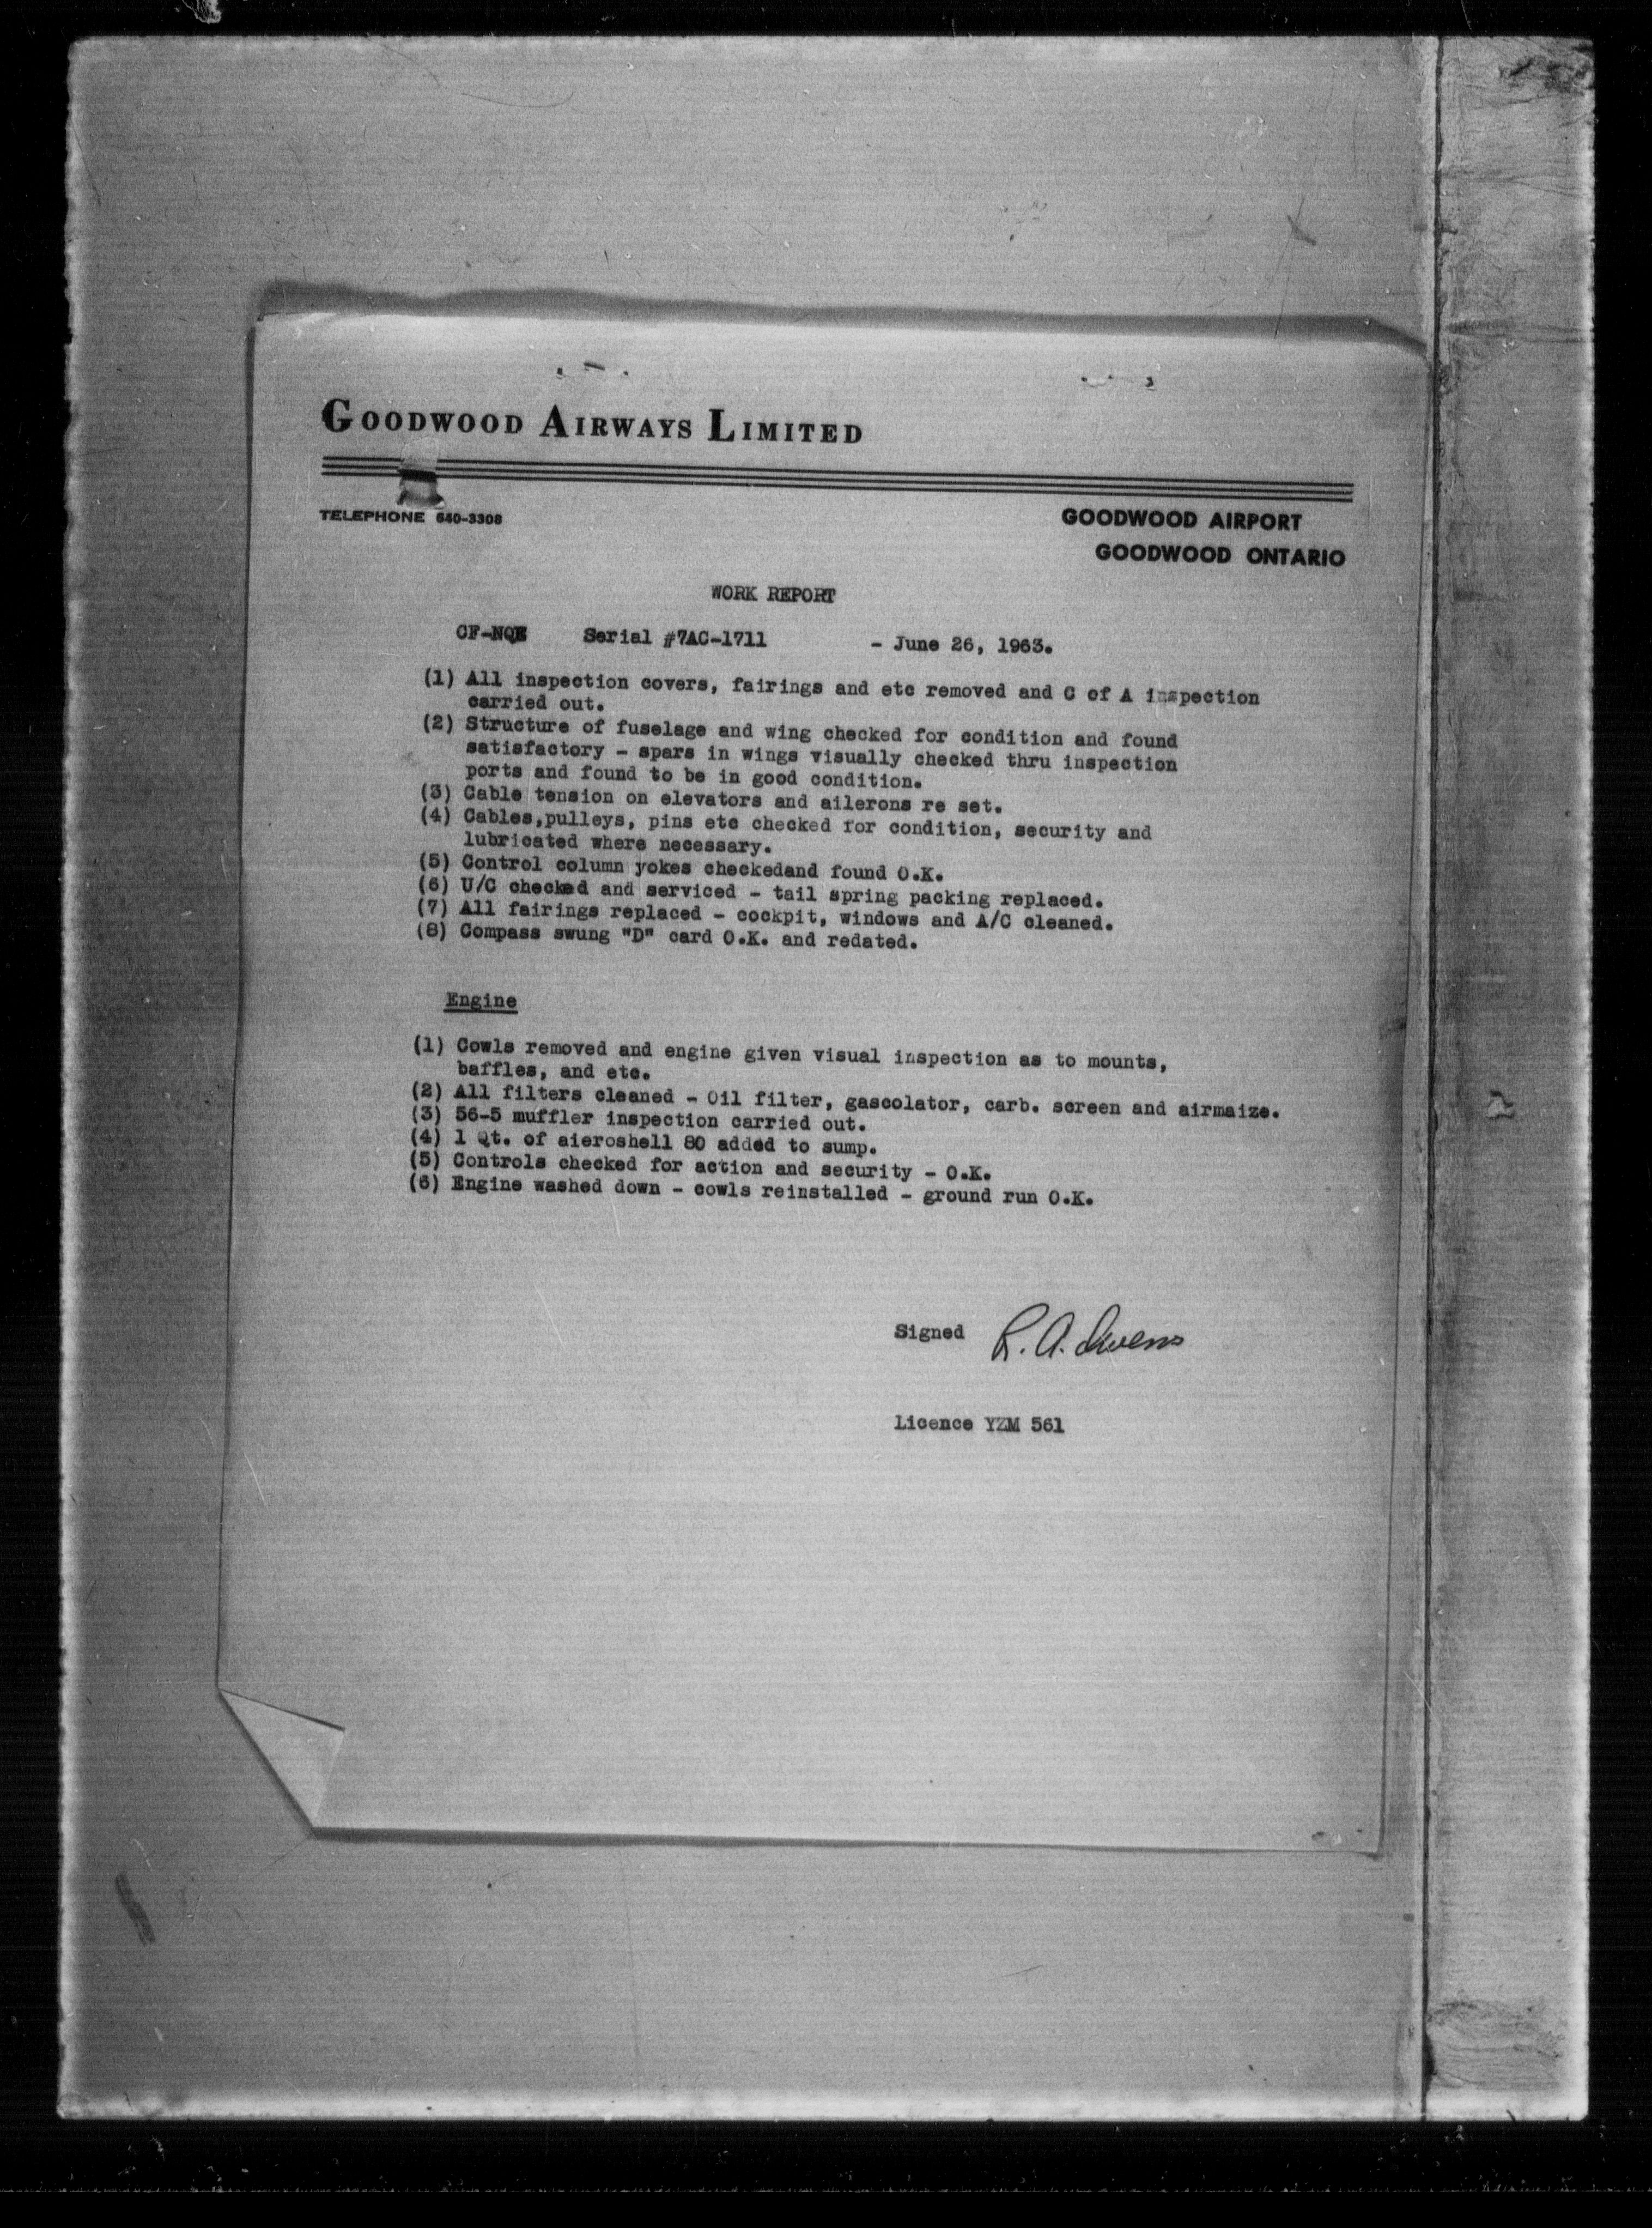 GOODWOOD AIRWAYS LIMITED
TELEPHONE 640-3308
GOODWOOD AIRPORT
GOODWOOD ONTARIO
WORK REPORT
CF-NQE Serial #7AC-1711 - June 26, 1963.
(1) All inspection covers, fairings and etc removed and C of A inspection
carried out.
(2) Structure of fuselage and wing checked for condition and found
satisfactory - spars in wings visually checked thru inspection
ports and found to be in good condition.
(3) Cable tension on elevators and ailerons re set.
(4) Cables,pulleys, pins etc checked for condition, security and
lubricated where necessary.
(5) Control column yokes checkedand found O.K.
(6) U/C checked and serviced - tail spring packing replaced.
(7) All fairings replaced - cockpit, windows and A/C cleaned.
(8) Compass swung "D" card O.K. and redated.
Engine
(1) Cowls removed and engine given visual inspection as to mounts,
baffles, and etc.
(2) All filters cleaned - Oil filter, gascolator, carb. screen and airmaize.
(3) 56-5 muffler inspection carried out.
(4) 1 Qt. of aieroshell 80 added to sump.
(5) Controls checked for action and security - O.K.
(6) Engine washed down - cowls reinstalled - ground run O.K.
Signed R. A. Owens
Licence YZM 561